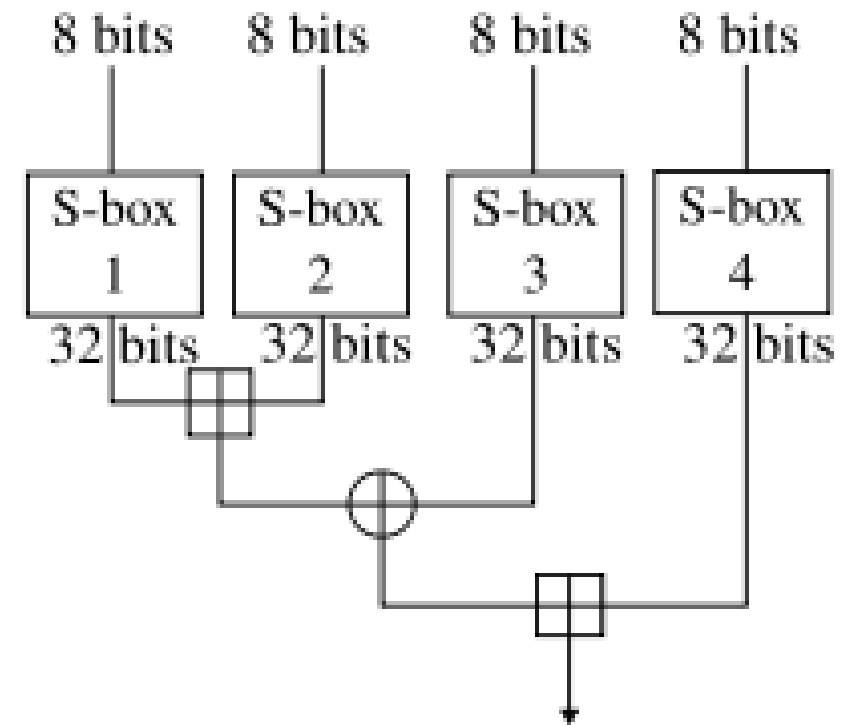 8 bits 8 bits 8 bits 8 bits
S-box S-box S-box S-box
1 2 3 4
32 bits 32 bits 32 bits 32 bits